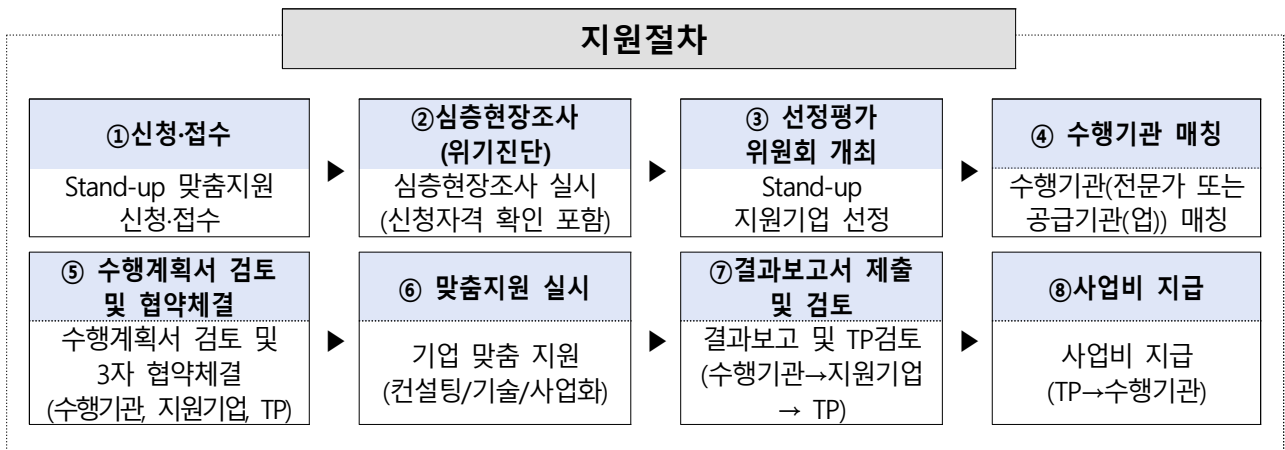 지원절차
①신청·접수
Stand-up 맞춤지원
신청·접수
▶
②심층현장조사
(위기진단)
심층현장조사 실시
(신청자격 확인 포함)
▶
③ 선정평가
위원회 개최
Stand-up
지원기업 선정
▶
④ 수행기관 매칭
수행기관(전문가 또는
공급기관(업)) 매칭
⑤ 수행계획서 검토
및 협약체결
수행계획서 검토 및
3자 협약체결
(수행기관, 지원기업, TP)
▶
⑥ 맞춤지원 실시
기업 맞춤 지원
(컨설팅/기술/사업화)
▶
⑦결과보고서 제출
및 검토
결과보고 및 TP검토
(수행기관→지원기업
→ TP)
▶
⑧사업비 지급
사업비 지급
(TP→수행기관)